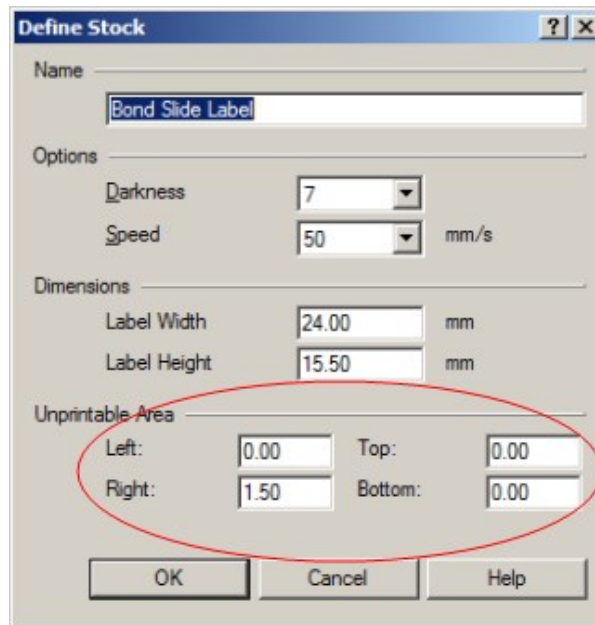 Define Stock
Name
Bond Slide Label
Options
Darkness 7
Speed 50 mm/s
Dimensions
Label Width 24.00 mm
Label Height 15.50 mm
Unprintable Area
Left: 0.00 Top: 0.00
Right: 1.50 Bottom: 0.00
OK Cancel Help